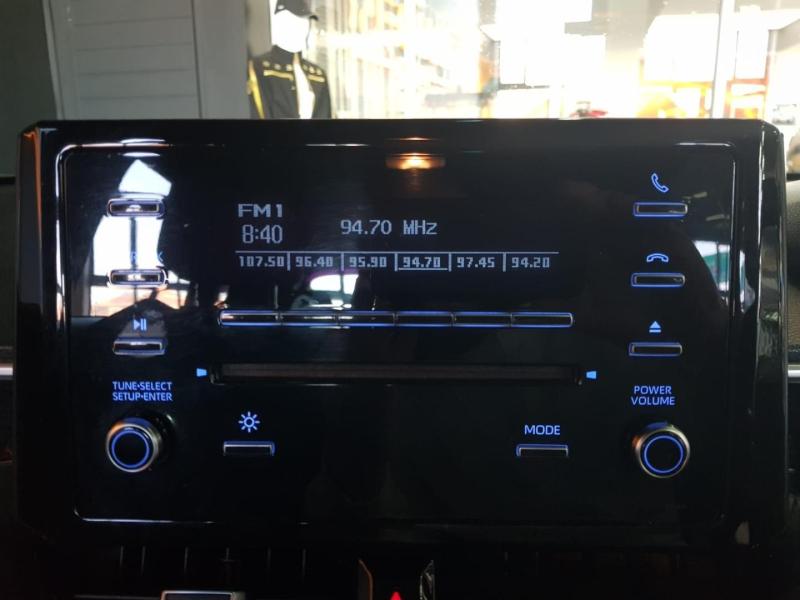 FM1
8:40
94.70 MHz
107.50 96.40 95.90 94.70 97.45 94.20
TUNE•SELECT
SETUP•ENTER
POWER
VOLUME
MODE